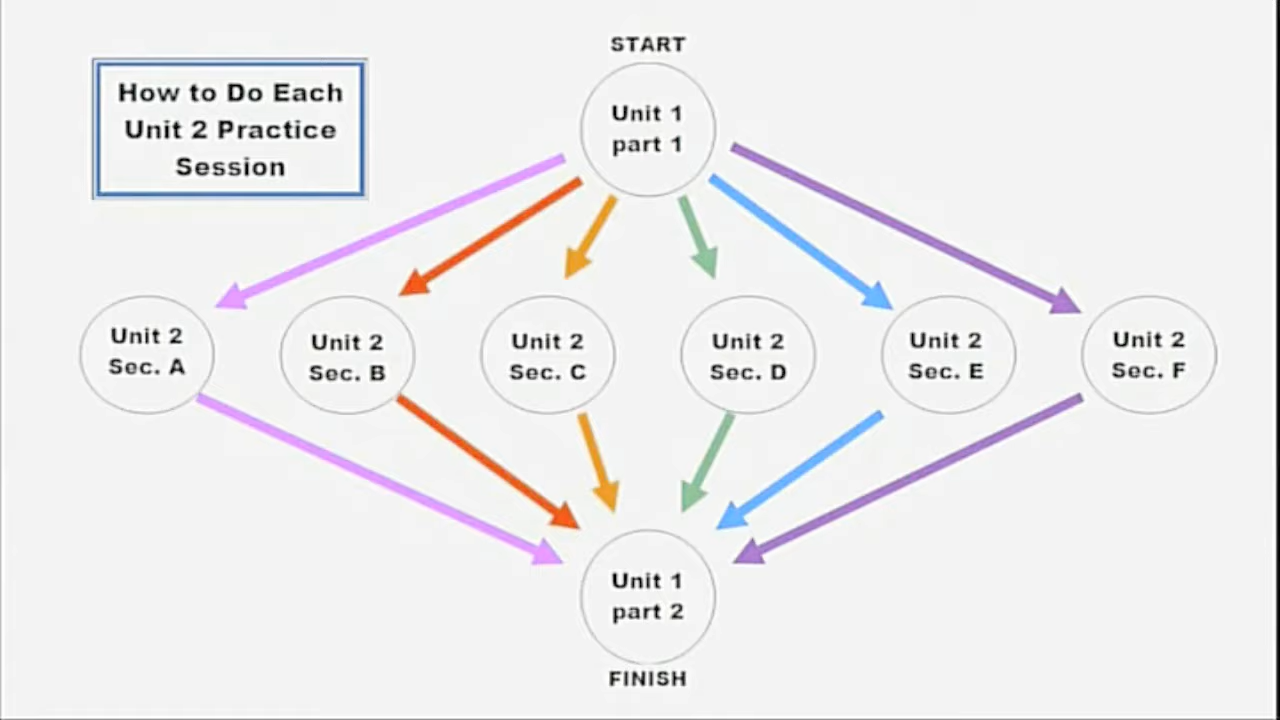 START
How to Do Each
Unit 2 Practice
Session
Unit 1
part 1
Unit 2
Sec. A
Unit 2
Sec. B
Unit 2
Sec. C
Unit 2
Sec. D
Unit 2
Sec. E
Unit 2
Sec. F
Unit 1
part 2
FINISH